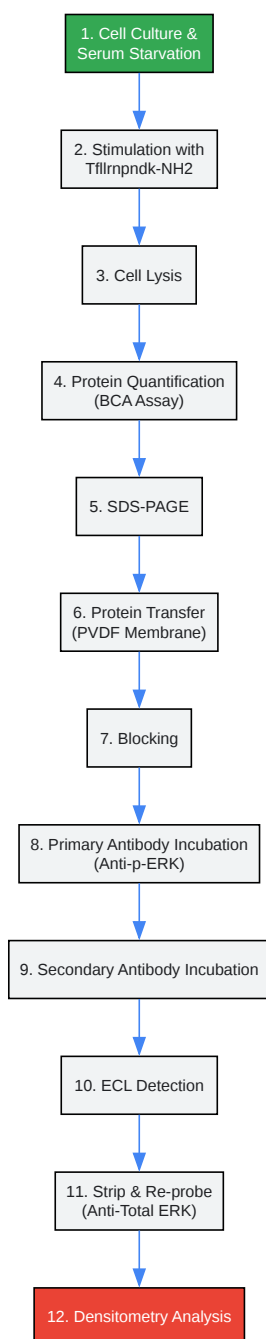 1. Cell Culture &
Serum Starvation
2. Stimulation with
Tfllrnpndk-NH2
3. Cell Lysis
4. Protein Quantification
(BCA Assay)
5. SDS-PAGE
6. Protein Transfer
(PVDF Membrane)
7. Blocking
8. Primary Antibody Incubation
(Anti-p-ERK)
9. Secondary Antibody Incubation
10. ECL Detection
11. Strip & Re-probe
(Anti-Total ERK)
12. Densitometry Analysis